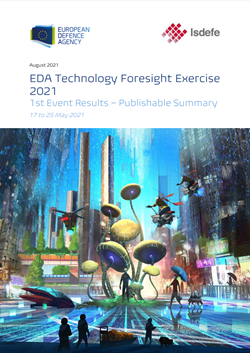 EUROPEAN
DEFENCE
AGENCY
Isdefe
August 2021
EDA Technology Foresight Exercise
2021
1st Event Results – Publishable Summary
17 to 25 May 2021